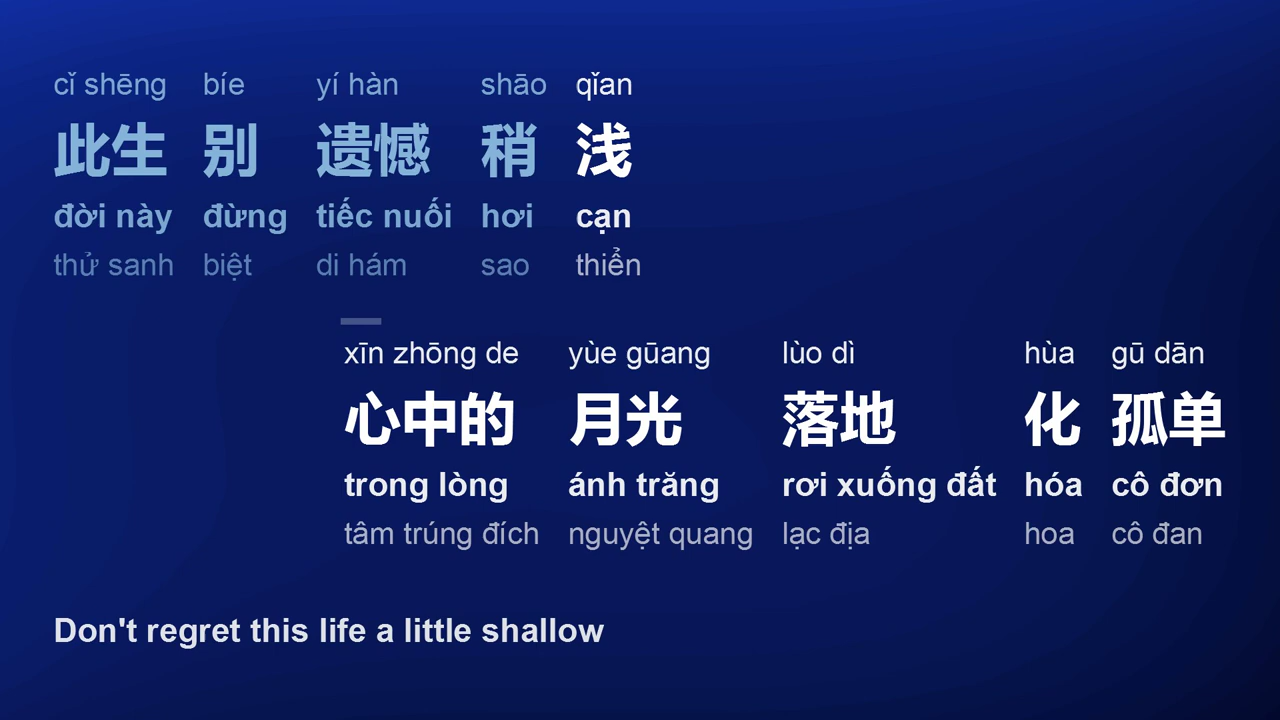 cǐ shēng bíe yí hàn shāo qǐan
此生 别 遗憾 稍 浅
đời này đừng tiếc nuối hơi cạn
thử sanh biệt di hám sao thiển
xīn zhōng de yùe gūang lùo dì hùa gū dān
心中的 月光 落地 化 孤单
trong lòng ánh trăng rơi xuống đất hóa cô đơn
tâm trúng đích nguyệt quang lạc địa hoa cô đan
Don't regret this life a little shallow